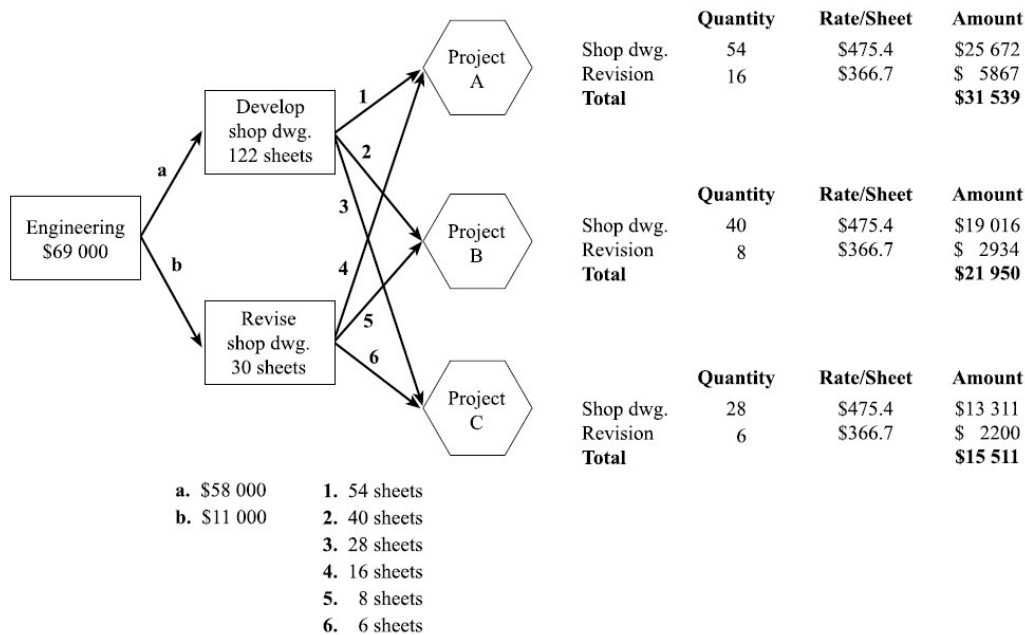 Engineering
$69 000
a
b
Develop
shop dwg.
122 sheets
Revise
shop dwg.
30 sheets
1
2
3
4
5
6
Project
A
Project
B
Project
C
Quantity Rate/Sheet Amount
Shop dwg. 54 $475.4 $25 672
Revision 16 $366.7 $ 5867
Total $31 539
Quantity Rate/Sheet Amount
Shop dwg. 40 $475.4 $19 016
Revision 8 $366.7 $ 2934
Total $21 950
Quantity Rate/Sheet Amount
Shop dwg. 28 $475.4 $13 311
Revision 6 $366.7 $ 2200
Total $15 511
a. $58 000
b. $11 000
1. 54 sheets
2. 40 sheets
3. 28 sheets
4. 16 sheets
5. 8 sheets
6. 6 sheets